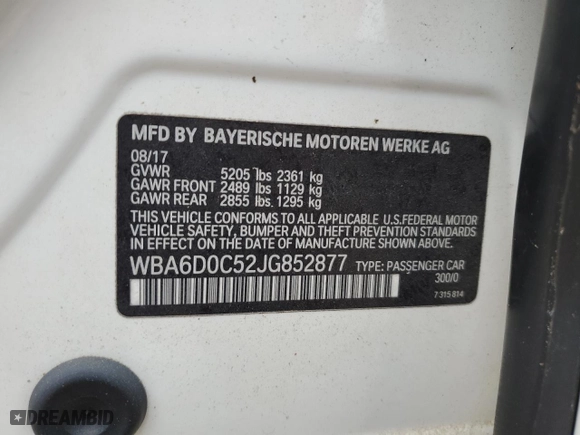 MFD BY BAYERISCHE MOTOREN WERKE AG
08/17
GVWR 5205 lbs 2361 kg
GAWR FRONT 2489 lbs 1129 kg
GAWR REAR 2855 lbs. 1295 kg
THIS VEHICLE CONFORMS TO ALL APPLICABLE U.S.FEDERAL MOTOR
VEHICLE SAFETY, BUMPER AND THEFT PREVENTION STANDARDS
IN EFFECT ON THE DATE OF MANUFACTURE SHOWN ABOVE.
WBA6D0C52JG852877 TYPE: PASSENGER CAR
300/0
7 315 814
DREAMBID